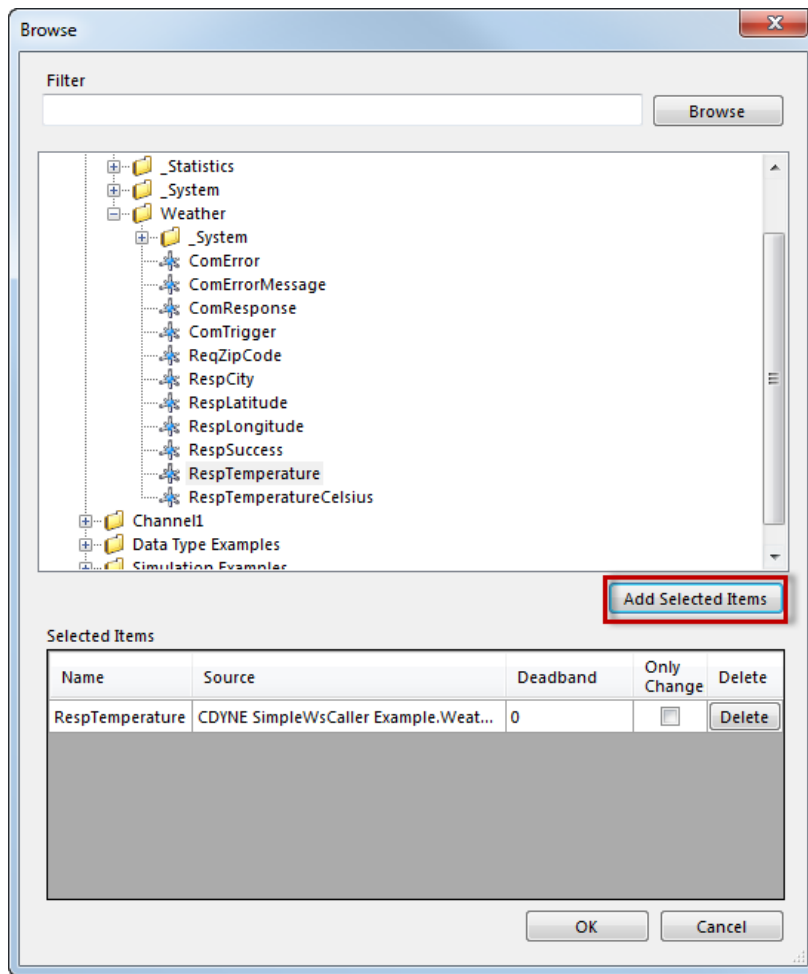 Browse
Filter
Browse
_Statistics
_System
Weather
_System
ComError
ComErrorMessage
ComResponse
ComTrigger
ReqZipCode
RespCity
RespLatitude
RespLongitude
RespSuccess
RespTemperature
RespTemperatureCelsius
Channel1
Data Type Examples
Simulation Examples
Add Selected Items
Selected Items
Name Source Deadband Only Change Delete
RespTemperature CDYNE SimpleWsCaller Example.Weat... 0 Delete
OK Cancel